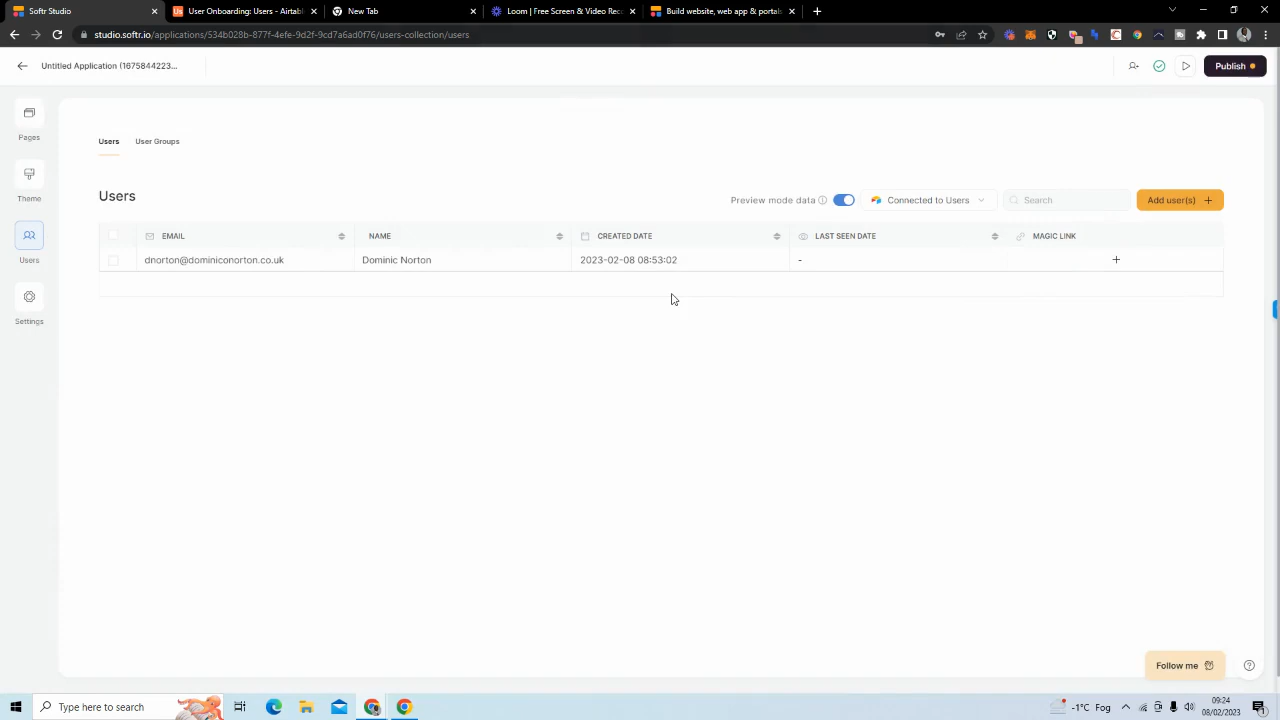 Softr Studio
User Onboarding: Users - Airtabl
New Tab
Loom | Free Screen & Video Reco
Build website, web app & portals
studio.softr.io/applications/534b028b-877f-4efe-9d2f-9cd7a6ad0f76/users-collection/users
Untitled Application (1675844223...
Publish
Pages
Theme
Users
Settings
Users
User Groups
Users
Preview mode data
Connected to Users
Search
Add user(s) +
EMAIL
NAME
CREATED DATE
LAST SEEN DATE
MAGIC LINK
dnorton@dominiconorton.co.uk
Dominic Norton
2023-02-08 08:53:02
-
+
Follow me
Type here to search
-1°C Fog
09:24
08/02/2023